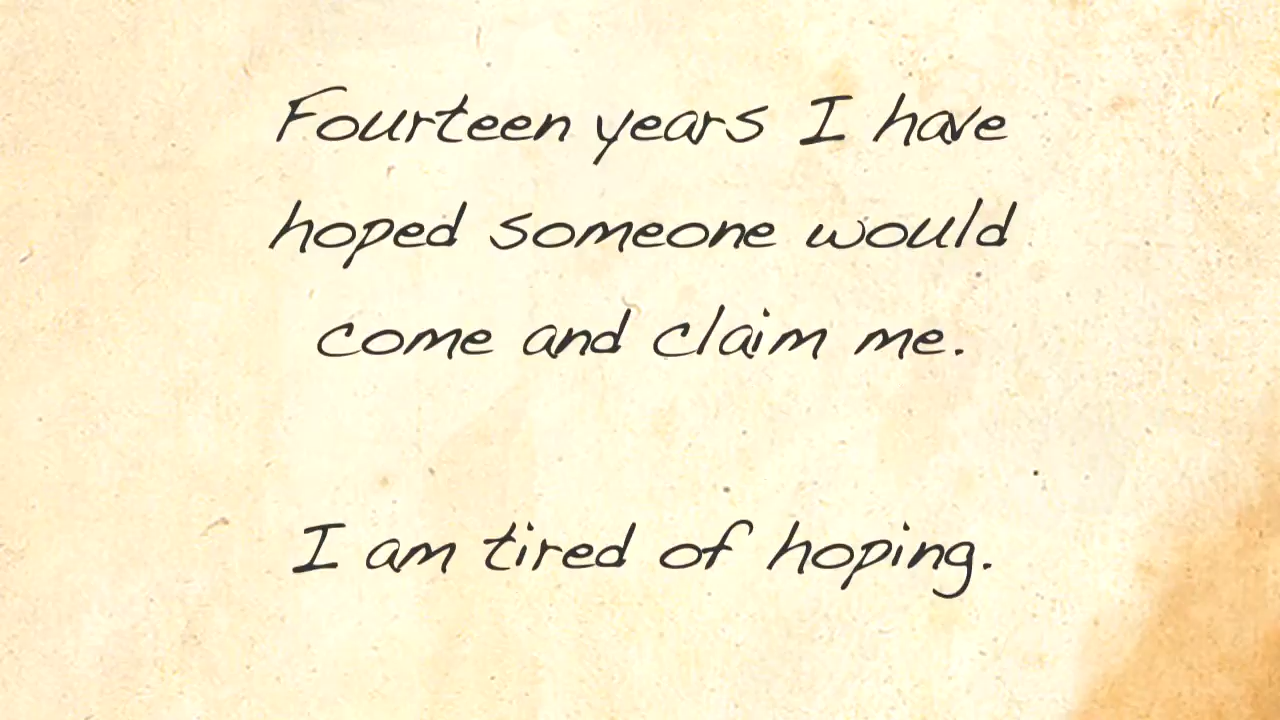 Fourteen years I have
hoped someone would
come and claim me.
I am tired of hoping.